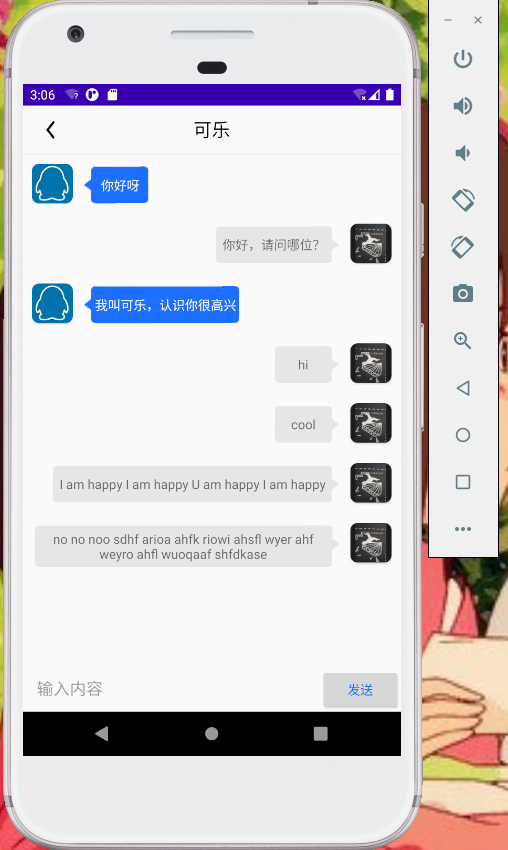 3:06
可乐
你好呀
你好，请问哪位？
我叫可乐，认识你很高兴
hi
cool
I am happy I am happy U am happy I am happy
no no noo sdhf arioa ahfk riowi ahsfl wyer ahf
weyro ahfl wuoqaaf shfdkase
输入内容
发送